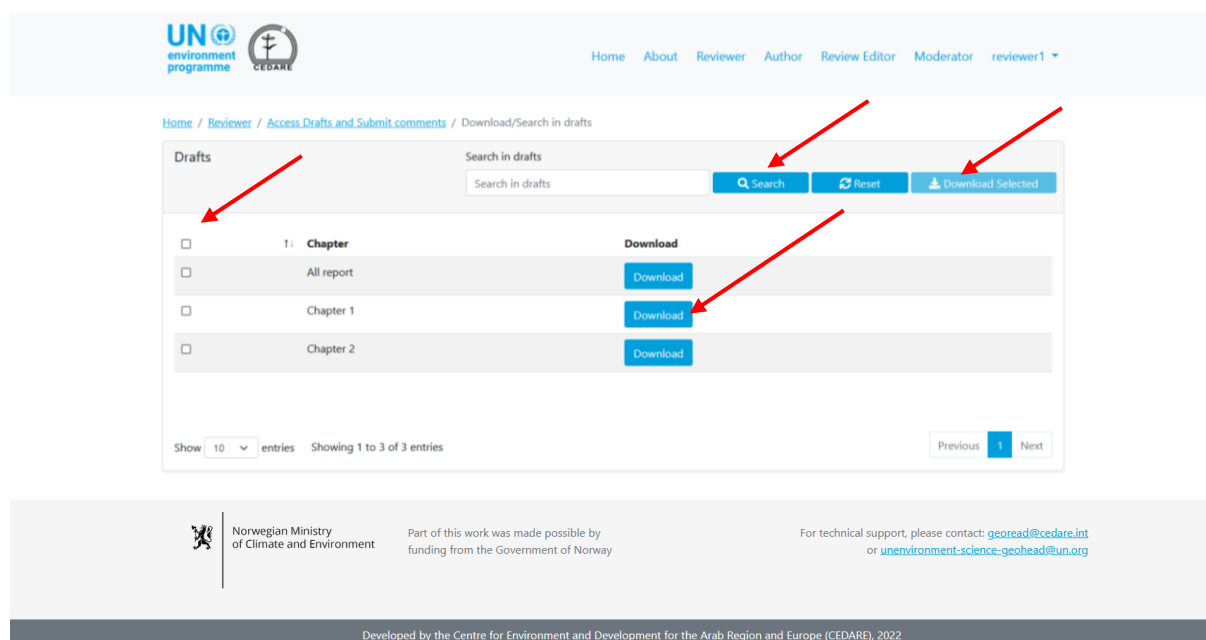 UN
environment
programme
CEDARE
Home About Reviewer Author Review Editor Moderator reviewer1
Home / Reviewer / Access Drafts and Submit comments / Download/Search in drafts
Drafts
Search in drafts
Search in drafts Search Reset Download Selected
Chapter Download
All report Download
Chapter 1 Download
Chapter 2 Download
Show 10 entries Showing 1 to 3 of 3 entries Previous 1 Next
Norwegian Ministry
of Climate and Environment
Part of this work was made possible by
funding from the Government of Norway
For technical support, please contact: georead@cedare.int
or unenvironment-science-geohead@un.org
Developed by the Centre for Environment and Development for the Arab Region and Europe (CEDARE), 2022